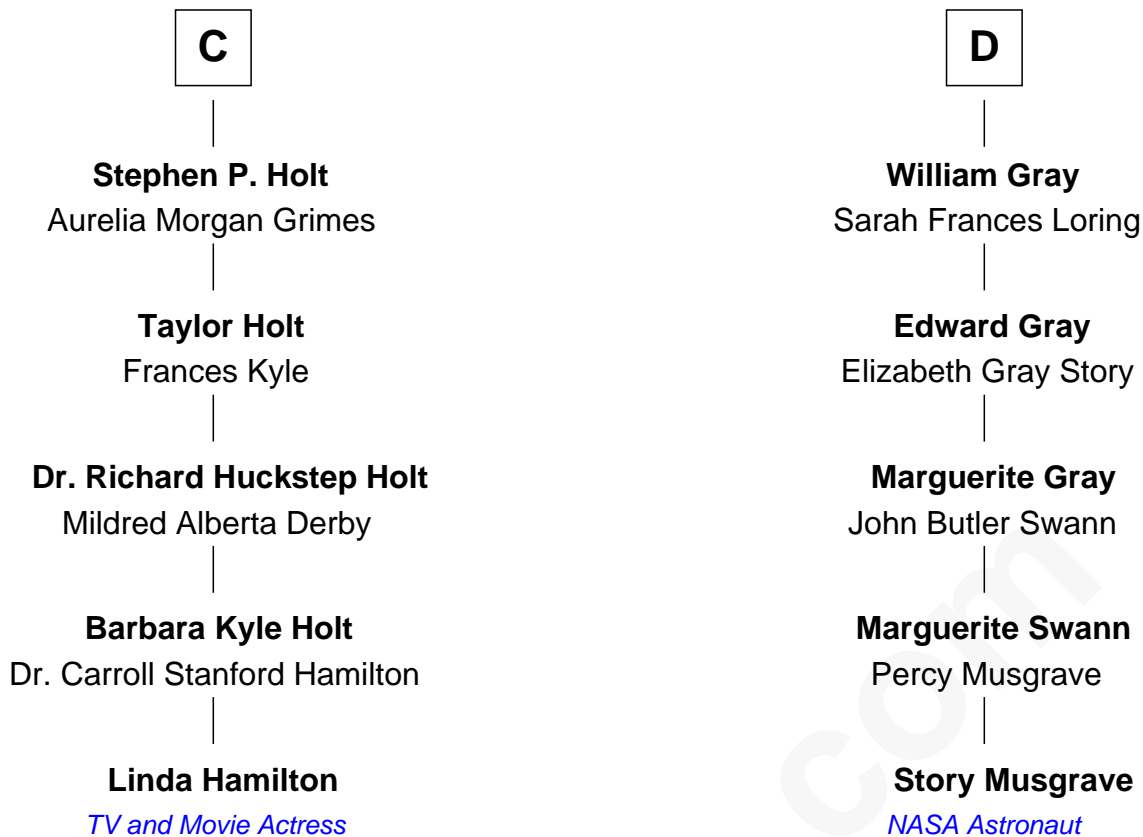 C
Stephen P. Holt
Aurelia Morgan Grimes
Taylor Holt
Frances Kyle
Dr. Richard Huckstep Holt
Mildred Alberta Derby
Barbara Kyle Holt
Dr. Carroll Stanford Hamilton
Linda Hamilton
TV and Movie Actress
D
William Gray
Sarah Frances Loring
Edward Gray
Elizabeth Gray Story
Marguerite Gray
John Butler Swann
Marguerite Swann
Percy Musgrave
Story Musgrave
NASA Astronaut
com